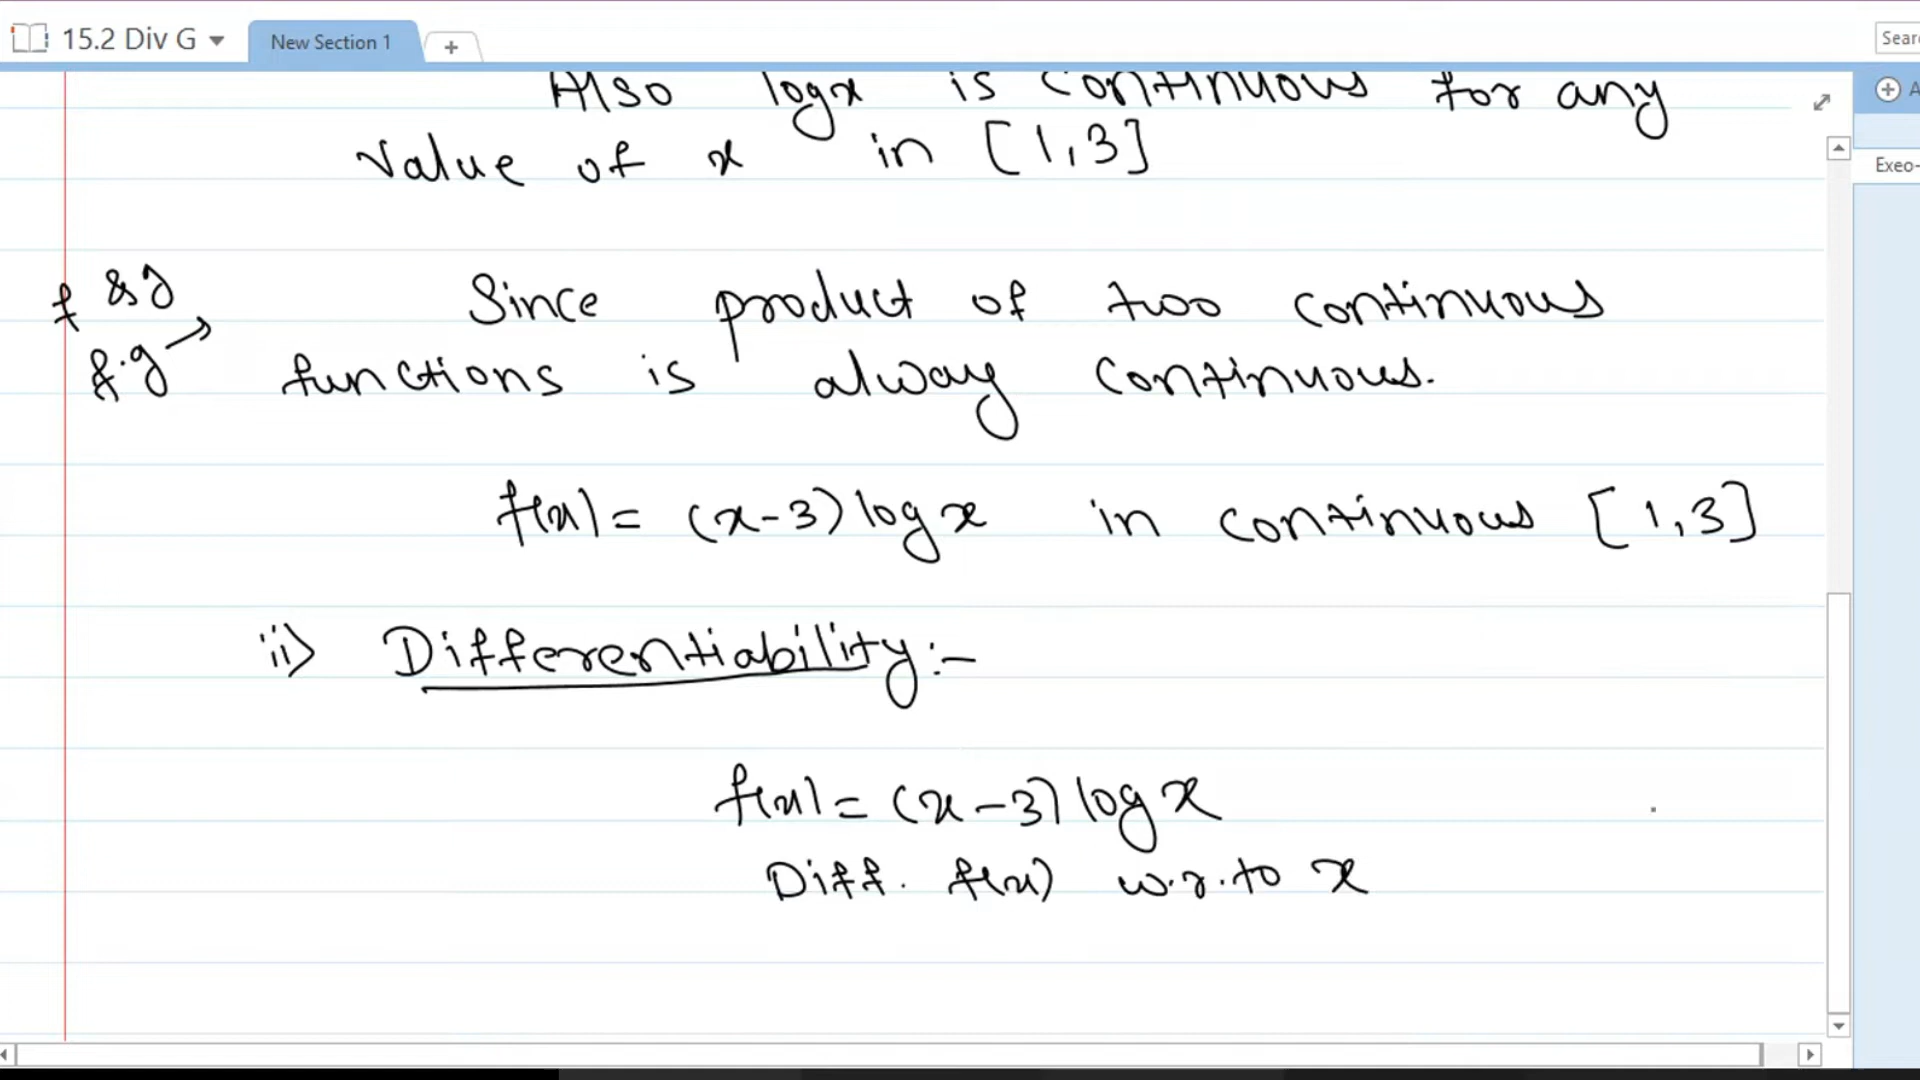 15.2 Div G
New Section 1
+
Sear
A
Also logx is continuous for any
Value of x in [1,3]
Exeo-
f & g
f.g →
Since product of two continuous
functions is alway continuous.
f(x) = (x-3) log x in continuous [1,3]
ii) Differentiability:-
f(x) = (x-3) log x
Diff. f(x) w.r.to x